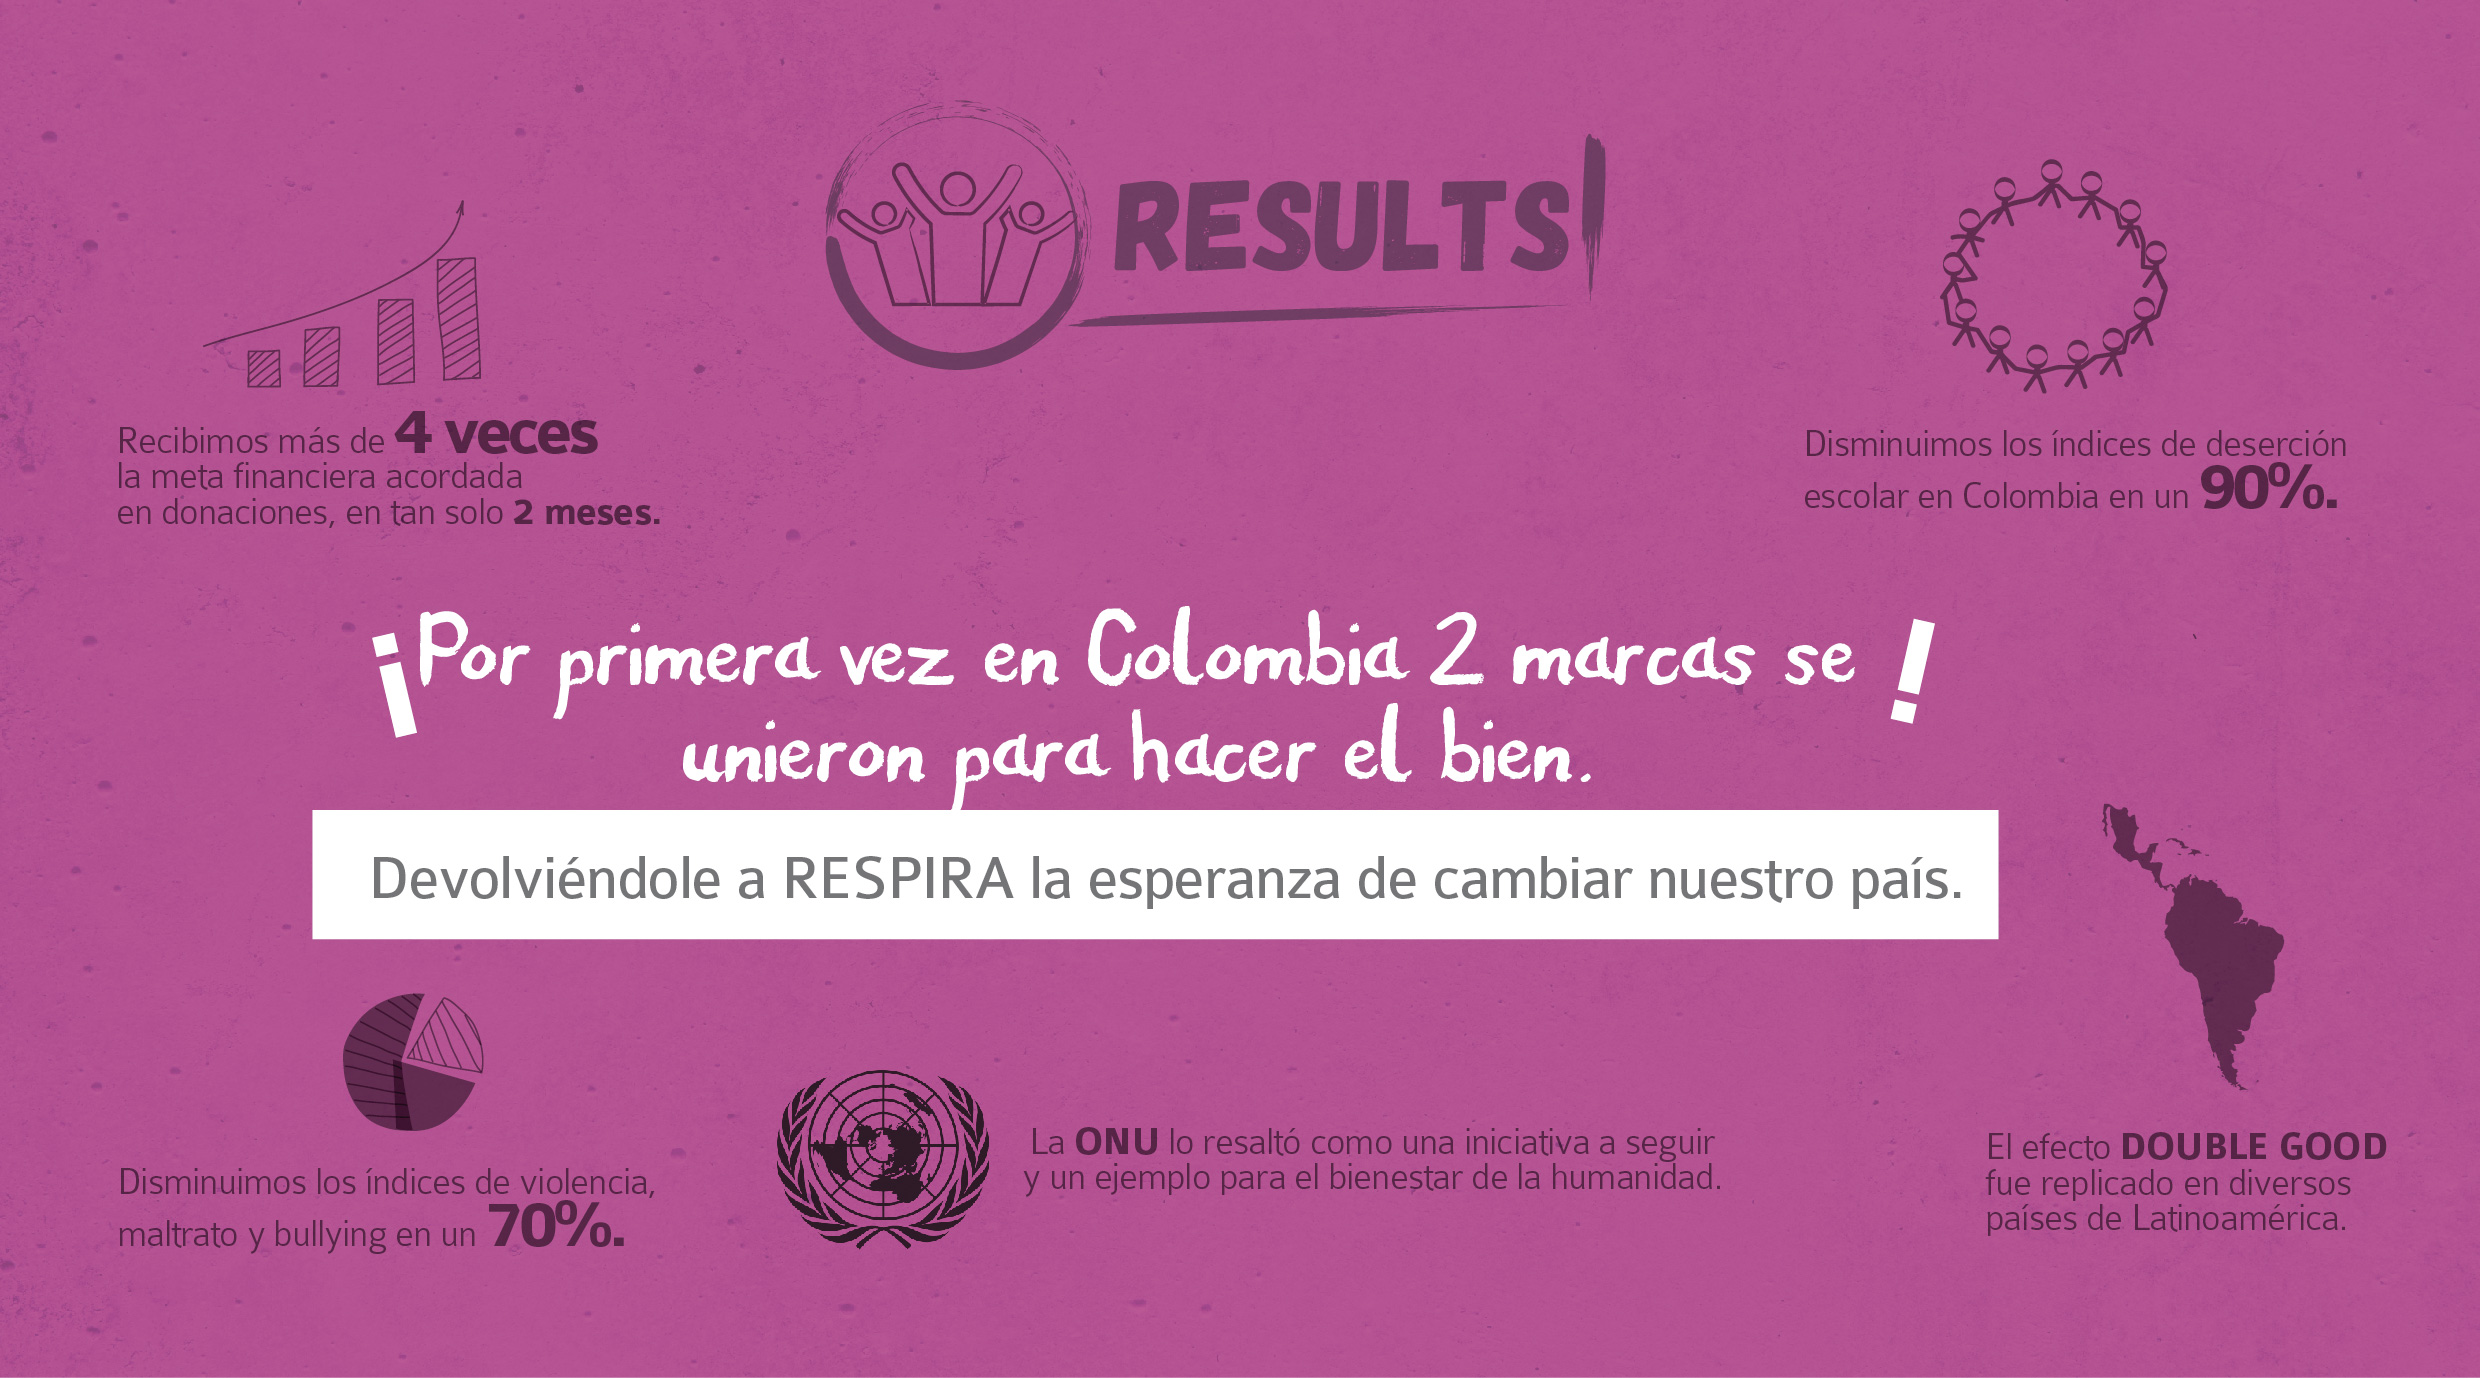 RESULTS!
Recibimos más de 4 veces
la meta financiera acordada
en donaciones, en tan solo 2 meses.
Disminuimos los índices de deserción
escolar en Colombia en un 90%.
¡Por primera vez en Colombia 2 marcas se!
unieron para hacer el bien.
Devolviéndole a RESPIRA la esperanza de cambiar nuestro país.
Disminuimos los índices de violencia,
maltrato y bullying en un 70%.
La ONU lo resaltó como una iniciativa a seguir
y un ejemplo para el bienestar de la humanidad.
El efecto DOUBLE GOOD
fue replicado en diversos
países de Latinoamérica.